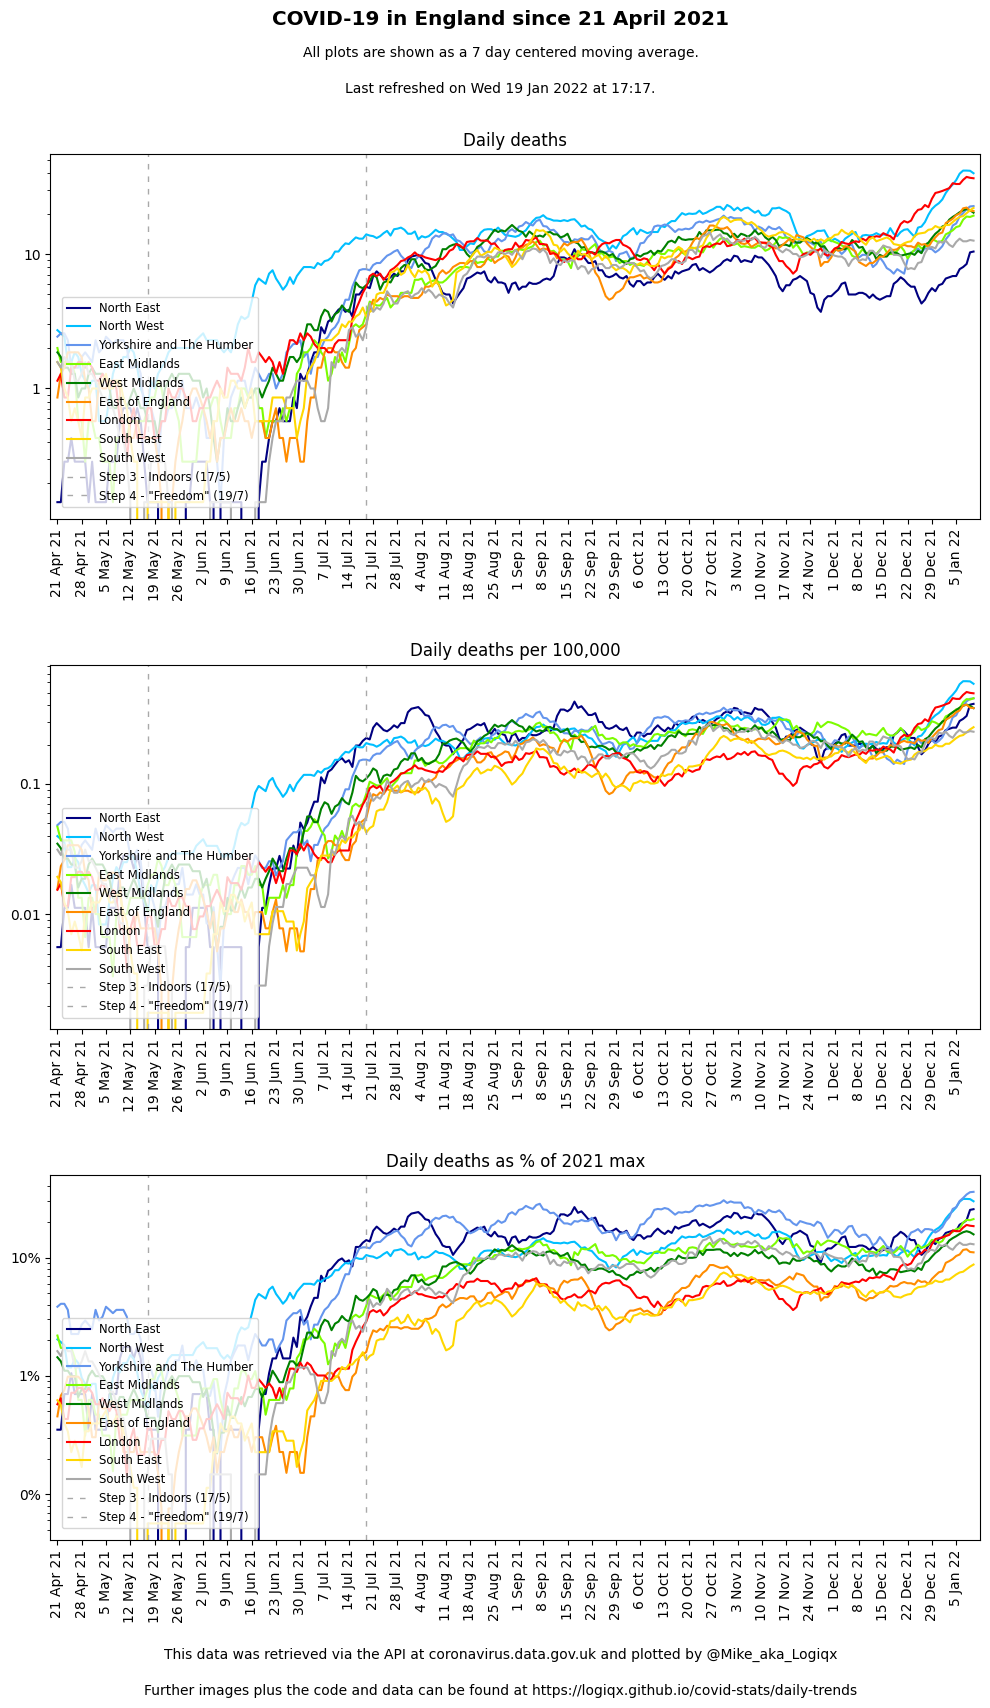 COVID-19 in England since 21 April 2021
All plots are shown as a 7 day centered moving average.
Last refreshed on Wed 19 Jan 2022 at 17:17.
Daily deaths
10
1
North East
North West
Yorkshire and The Humber
East Midlands
West Midlands
East of England
London
South East
South West
Step 3 - Indoors (17/5)
Step 4 - "Freedom" (19/7)
21 Apr 21
28 Apr 21
5 May 21
12 May 21
19 May 21
26 May 21
2 Jun 21
9 Jun 21
16 Jun 21
23 Jun 21
30 Jun 21
7 Jul 21
14 Jul 21
21 Jul 21
28 Jul 21
4 Aug 21
11 Aug 21
18 Aug 21
25 Aug 21
1 Sep 21
8 Sep 21
15 Sep 21
22 Sep 21
29 Sep 21
6 Oct 21
13 Oct 21
20 Oct 21
27 Oct 21
3 Nov 21
10 Nov 21
17 Nov 21
24 Nov 21
1 Dec 21
8 Dec 21
15 Dec 21
22 Dec 21
29 Dec 21
5 Jan 22
Daily deaths per 100,000
0.1
0.01
North East
North West
Yorkshire and The Humber
East Midlands
West Midlands
East of England
London
South East
South West
Step 3 - Indoors (17/5)
Step 4 - "Freedom" (19/7)
21 Apr 21
28 Apr 21
5 May 21
12 May 21
19 May 21
26 May 21
2 Jun 21
9 Jun 21
16 Jun 21
23 Jun 21
30 Jun 21
7 Jul 21
14 Jul 21
21 Jul 21
28 Jul 21
4 Aug 21
11 Aug 21
18 Aug 21
25 Aug 21
1 Sep 21
8 Sep 21
15 Sep 21
22 Sep 21
29 Sep 21
6 Oct 21
13 Oct 21
20 Oct 21
27 Oct 21
3 Nov 21
10 Nov 21
17 Nov 21
24 Nov 21
1 Dec 21
8 Dec 21
15 Dec 21
22 Dec 21
29 Dec 21
5 Jan 22
Daily deaths as % of 2021 max
10%
1%
0%
North East
North West
Yorkshire and The Humber
East Midlands
West Midlands
East of England
London
South East
South West
Step 3 - Indoors (17/5)
Step 4 - "Freedom" (19/7)
21 Apr 21
28 Apr 21
5 May 21
12 May 21
19 May 21
26 May 21
2 Jun 21
9 Jun 21
16 Jun 21
23 Jun 21
30 Jun 21
7 Jul 21
14 Jul 21
21 Jul 21
28 Jul 21
4 Aug 21
11 Aug 21
18 Aug 21
25 Aug 21
1 Sep 21
8 Sep 21
15 Sep 21
22 Sep 21
29 Sep 21
6 Oct 21
13 Oct 21
20 Oct 21
27 Oct 21
3 Nov 21
10 Nov 21
17 Nov 21
24 Nov 21
1 Dec 21
8 Dec 21
15 Dec 21
22 Dec 21
29 Dec 21
5 Jan 22
This data was retrieved via the API at coronavirus.data.gov.uk and plotted by @Mike_aka_Logiqx
Further images plus the code and data can be found at https://logiqx.github.io/covid-stats/daily-trends